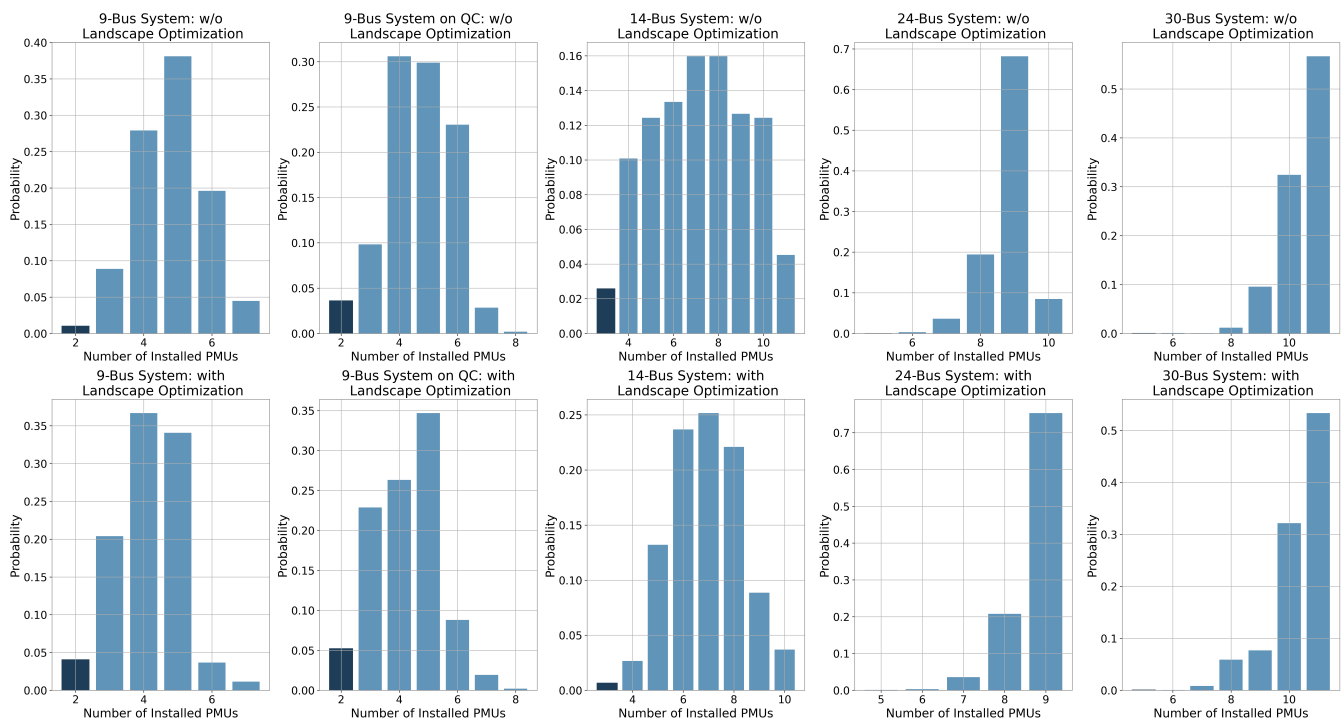 9-Bus System: w/o
Landscape Optimization
0.40
0.35
0.30
0.25
0.20
0.15
0.10
0.05
0.00
Probability
2
4
6
Number of Installed PMUs
9-Bus System on QC: w/o
Landscape Optimization
0.30
0.25
0.20
0.15
0.10
0.05
0.00
Probability
2
4
6
8
Number of Installed PMUs
14-Bus System: w/o
Landscape Optimization
0.16
0.14
0.12
0.10
0.08
0.06
0.04
0.02
0.00
Probability
4
6
8
10
Number of Installed PMUs
24-Bus System: w/o
Landscape Optimization
0.7
0.6
0.5
0.4
0.3
0.2
0.1
0.0
Probability
6
8
10
Number of Installed PMUs
30-Bus System: w/o
Landscape Optimization
0.5
0.4
0.3
0.2
0.1
0.0
Probability
6
8
10
Number of Installed PMUs
9-Bus System: with
Landscape Optimization
0.35
0.30
0.25
0.20
0.15
0.10
0.05
0.00
Probability
2
4
6
Number of Installed PMUs
9-Bus System on QC: with
Landscape Optimization
0.35
0.30
0.25
0.20
0.15
0.10
0.05
0.00
Probability
2
4
6
8
Number of Installed PMUs
14-Bus System: with
Landscape Optimization
0.25
0.20
0.15
0.10
0.05
0.00
Probability
4
6
8
10
Number of Installed PMUs
24-Bus System: with
Landscape Optimization
0.7
0.6
0.5
0.4
0.3
0.2
0.1
0.0
Probability
5
6
7
8
9
Number of Installed PMUs
30-Bus System: with
Landscape Optimization
0.5
0.4
0.3
0.2
0.1
0.0
Probability
6
8
10
Number of Installed PMUs